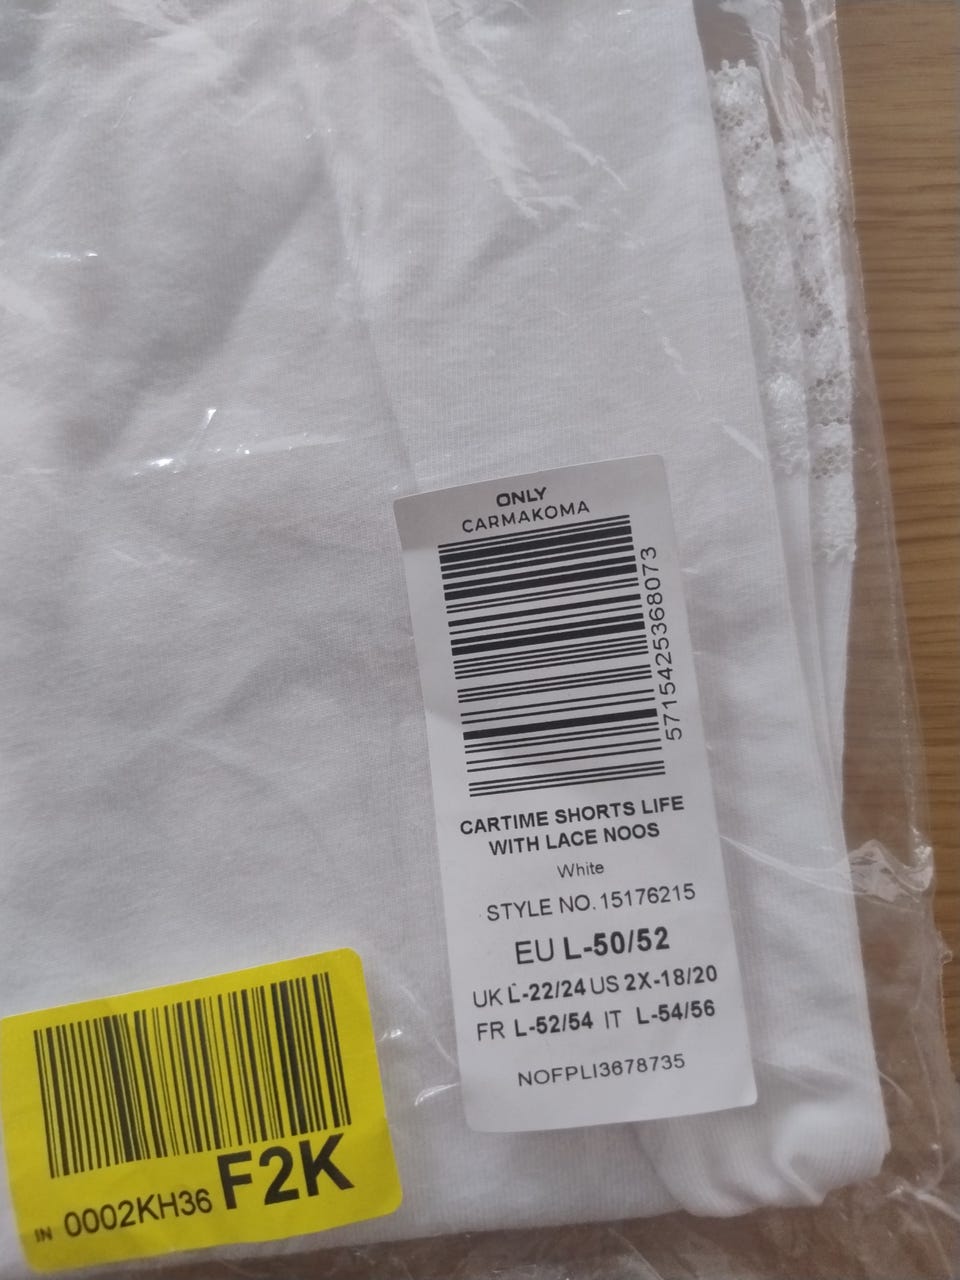 ONLY
CARMAKOMA
5715425368073
CARTIME SHORTS LIFE
WITH LACE NOOS
White
STYLE NO. 15176215
EU L-50/52
UK L-22/24 US 2X-18/20
FR L-52/54 IT L-54/56
NOFPLI3678735
IN 0002KH36 F2K